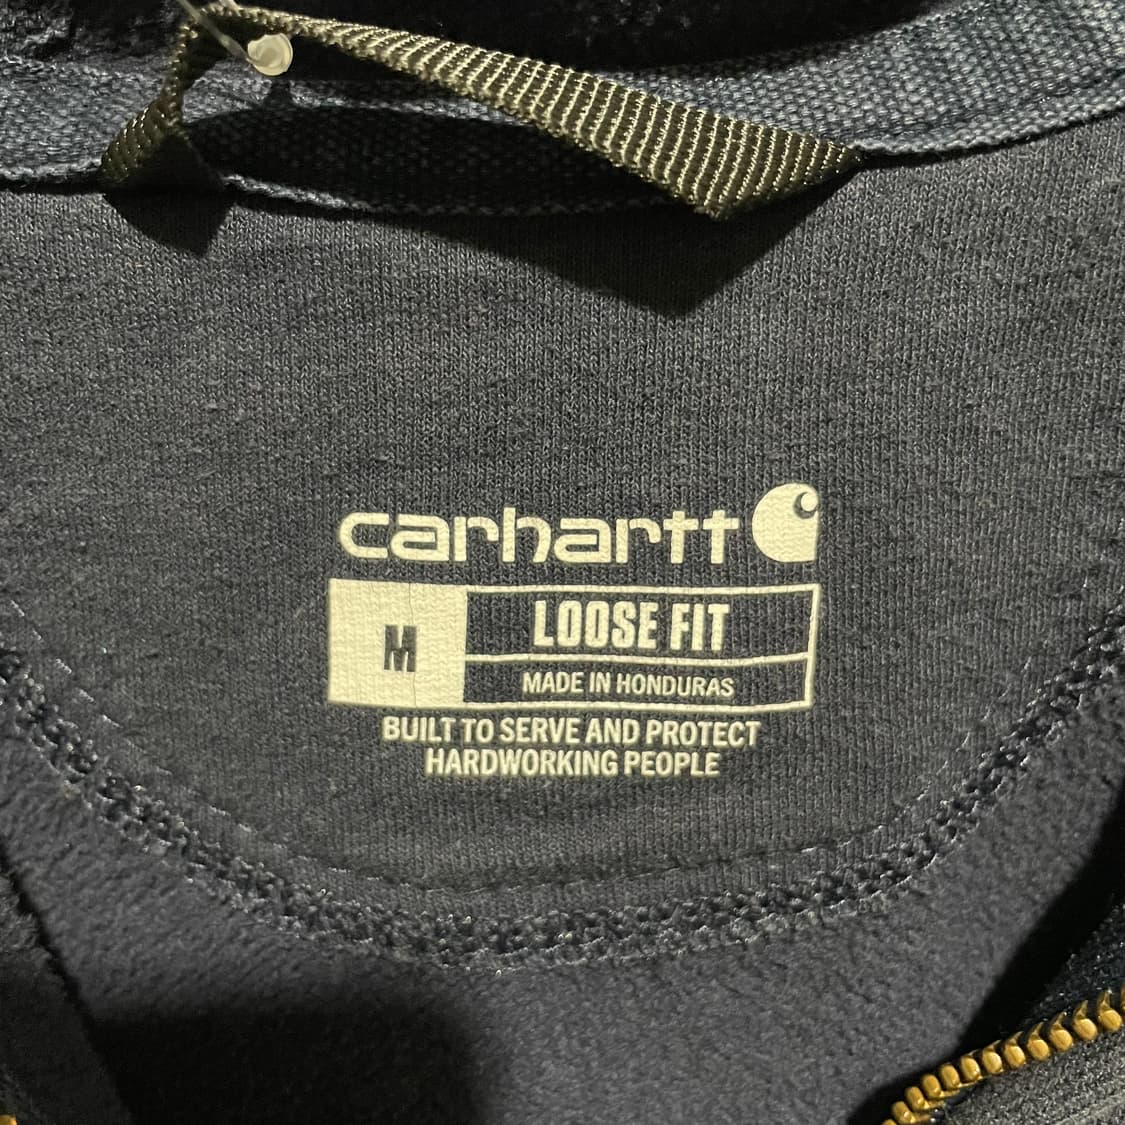 carhartt
M
LOOSE FIT
MADE IN HONDURAS
BUILT TO SERVE AND PROTECT
HARDWORKING PEOPLE